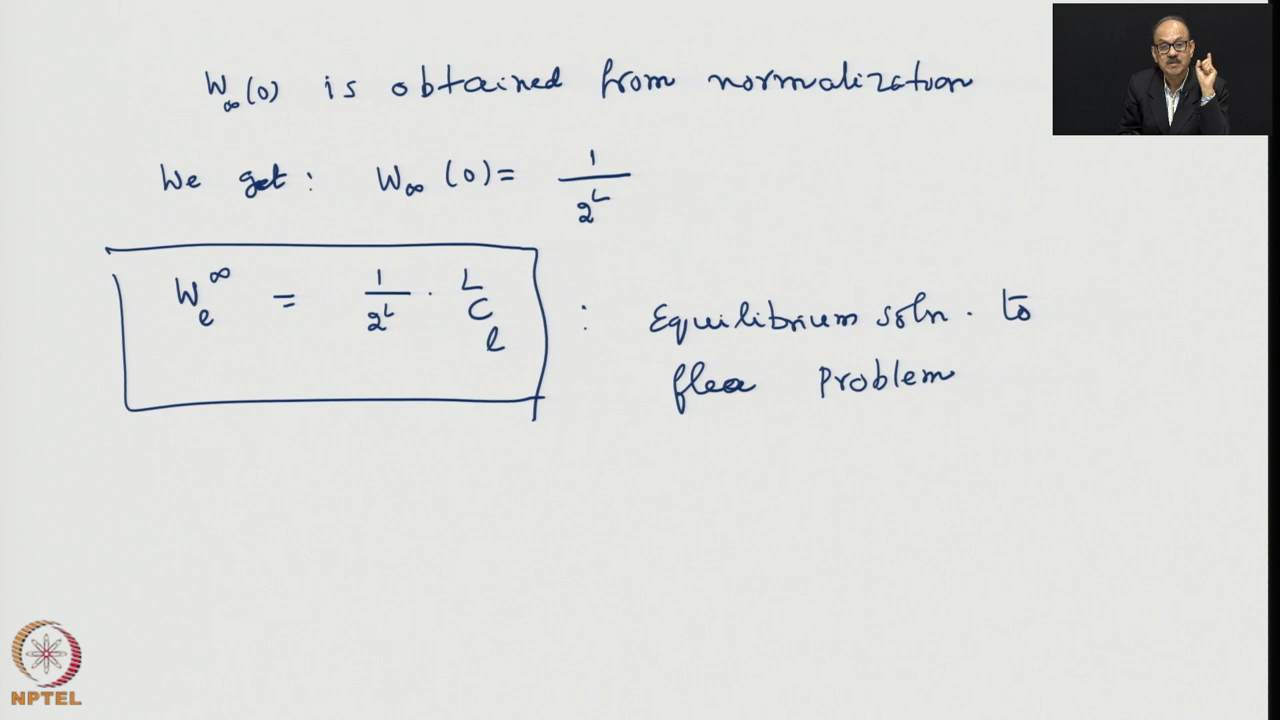 W∞(0) is obtained from normalization
We get : W∞ (0) = 1/2^L
W_l^∞ = 1/2^L · ^L C_l : Equilibrium soln. to
flea problem
NPTEL